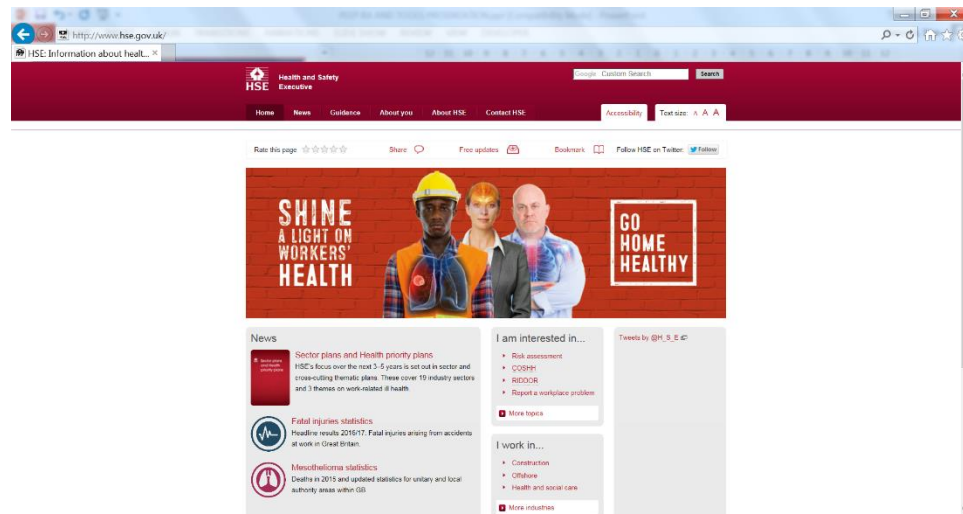 http://www.hse.gov.uk/
HSE: Information about healt...
HSE
Health and Safety
Executive
Google Custom Search
Search
Home News Guidance About you About HSE Contact HSE
Accessibility
Text size: A A A
Rate this page
Share
Free updates
Bookmark
Follow HSE on Twitter:
Follow
SHINE
A LIGHT ON
WORKERS'
HEALTH
GO
HOME
HEALTHY
News
Sector plans and Health priority plans
HSE's focus over the next 3-5 years is set out in sector and
cross-cutting thematic plans. These cover 19 industry sectors
and 3 themes on work-related ill health.
Fatal injuries statistics
Headline results 2016/17. Fatal injuries arising from accidents
at work in Great Britain.
Mesothelioma statistics
Deaths in 2015 and updated statistics for unitary and local
authority areas within GB
I am interested in...
Risk assessment
COSHH
RIDDOR
Report a workplace problem
More topics
I work in...
Construction
Offshore
Health and social care
More industries
Tweets by @H_S_E